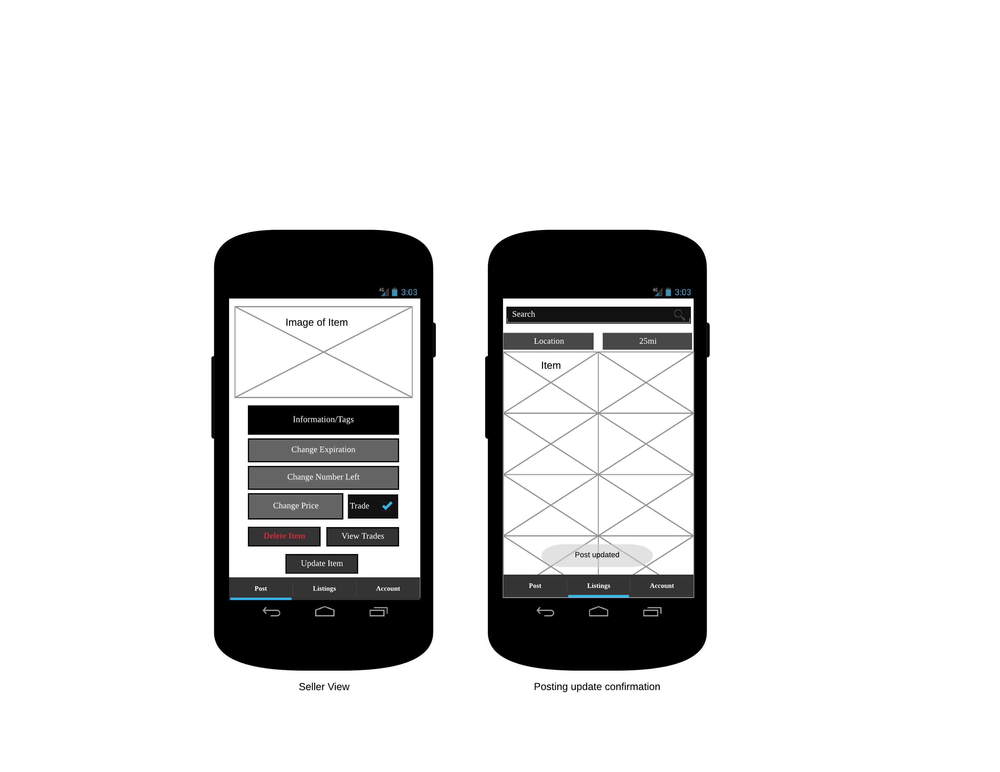 4G 3:03
Image of Item
Information/Tags
Change Expiration
Change Number Left
Change Price
Trade
Delete Item
View Trades
Update Item
Post
Listings
Account
Seller View
4G 3:03
Search
Location
25mi
Item
Post updated
Post
Listings
Account
Posting update confirmation